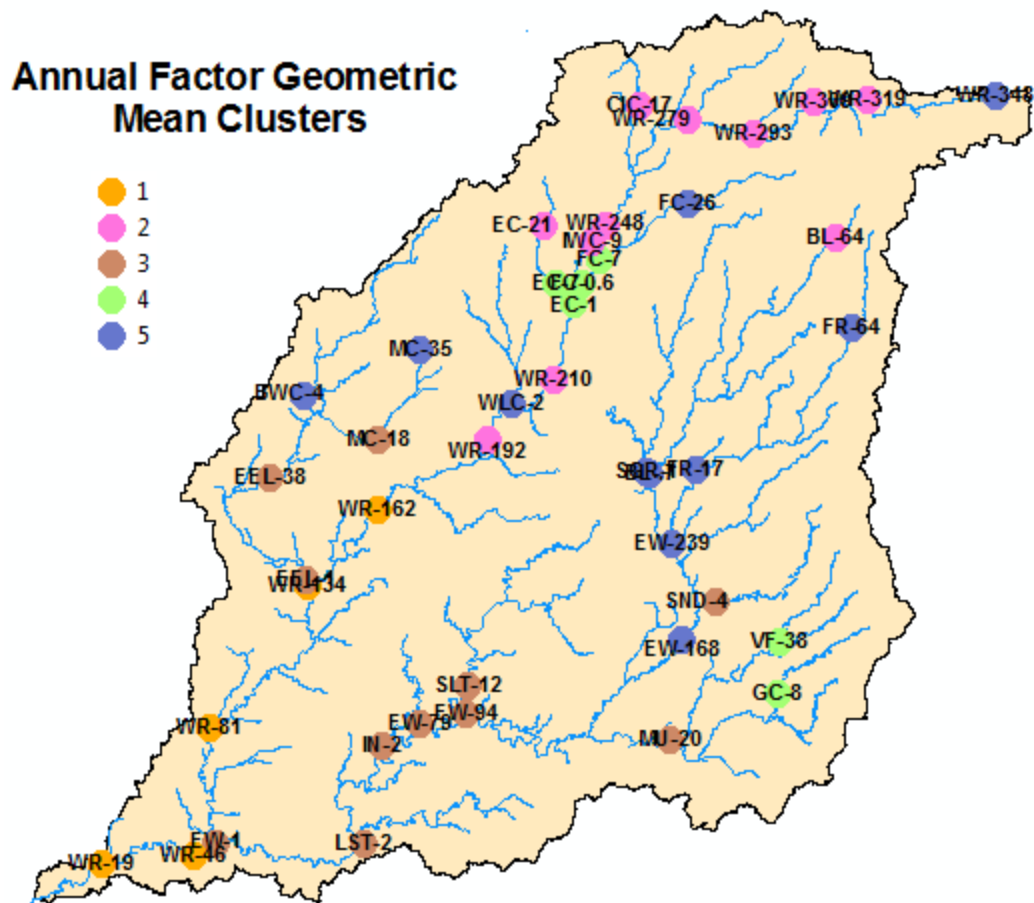 Annual Factor Geometric
Mean Clusters
1
2
3
4
5
CIC-17
WR-279
WR-293
WR-319
WR-348
FC-26
EC-21
WR-248
BL-64
FC-7
EC-1
FR-64
MC-35
WR-210
WLC-2
MC-18
WR-192
EEL-38
FR-17
WR-162
EW-239
WR-134
SND-4
VF-38
EW-168
SLT-12
GC-8
EW-94
EW-79
WR-81
IN-2
MU-20
EW-1
LST-2
WR-46
WR-19